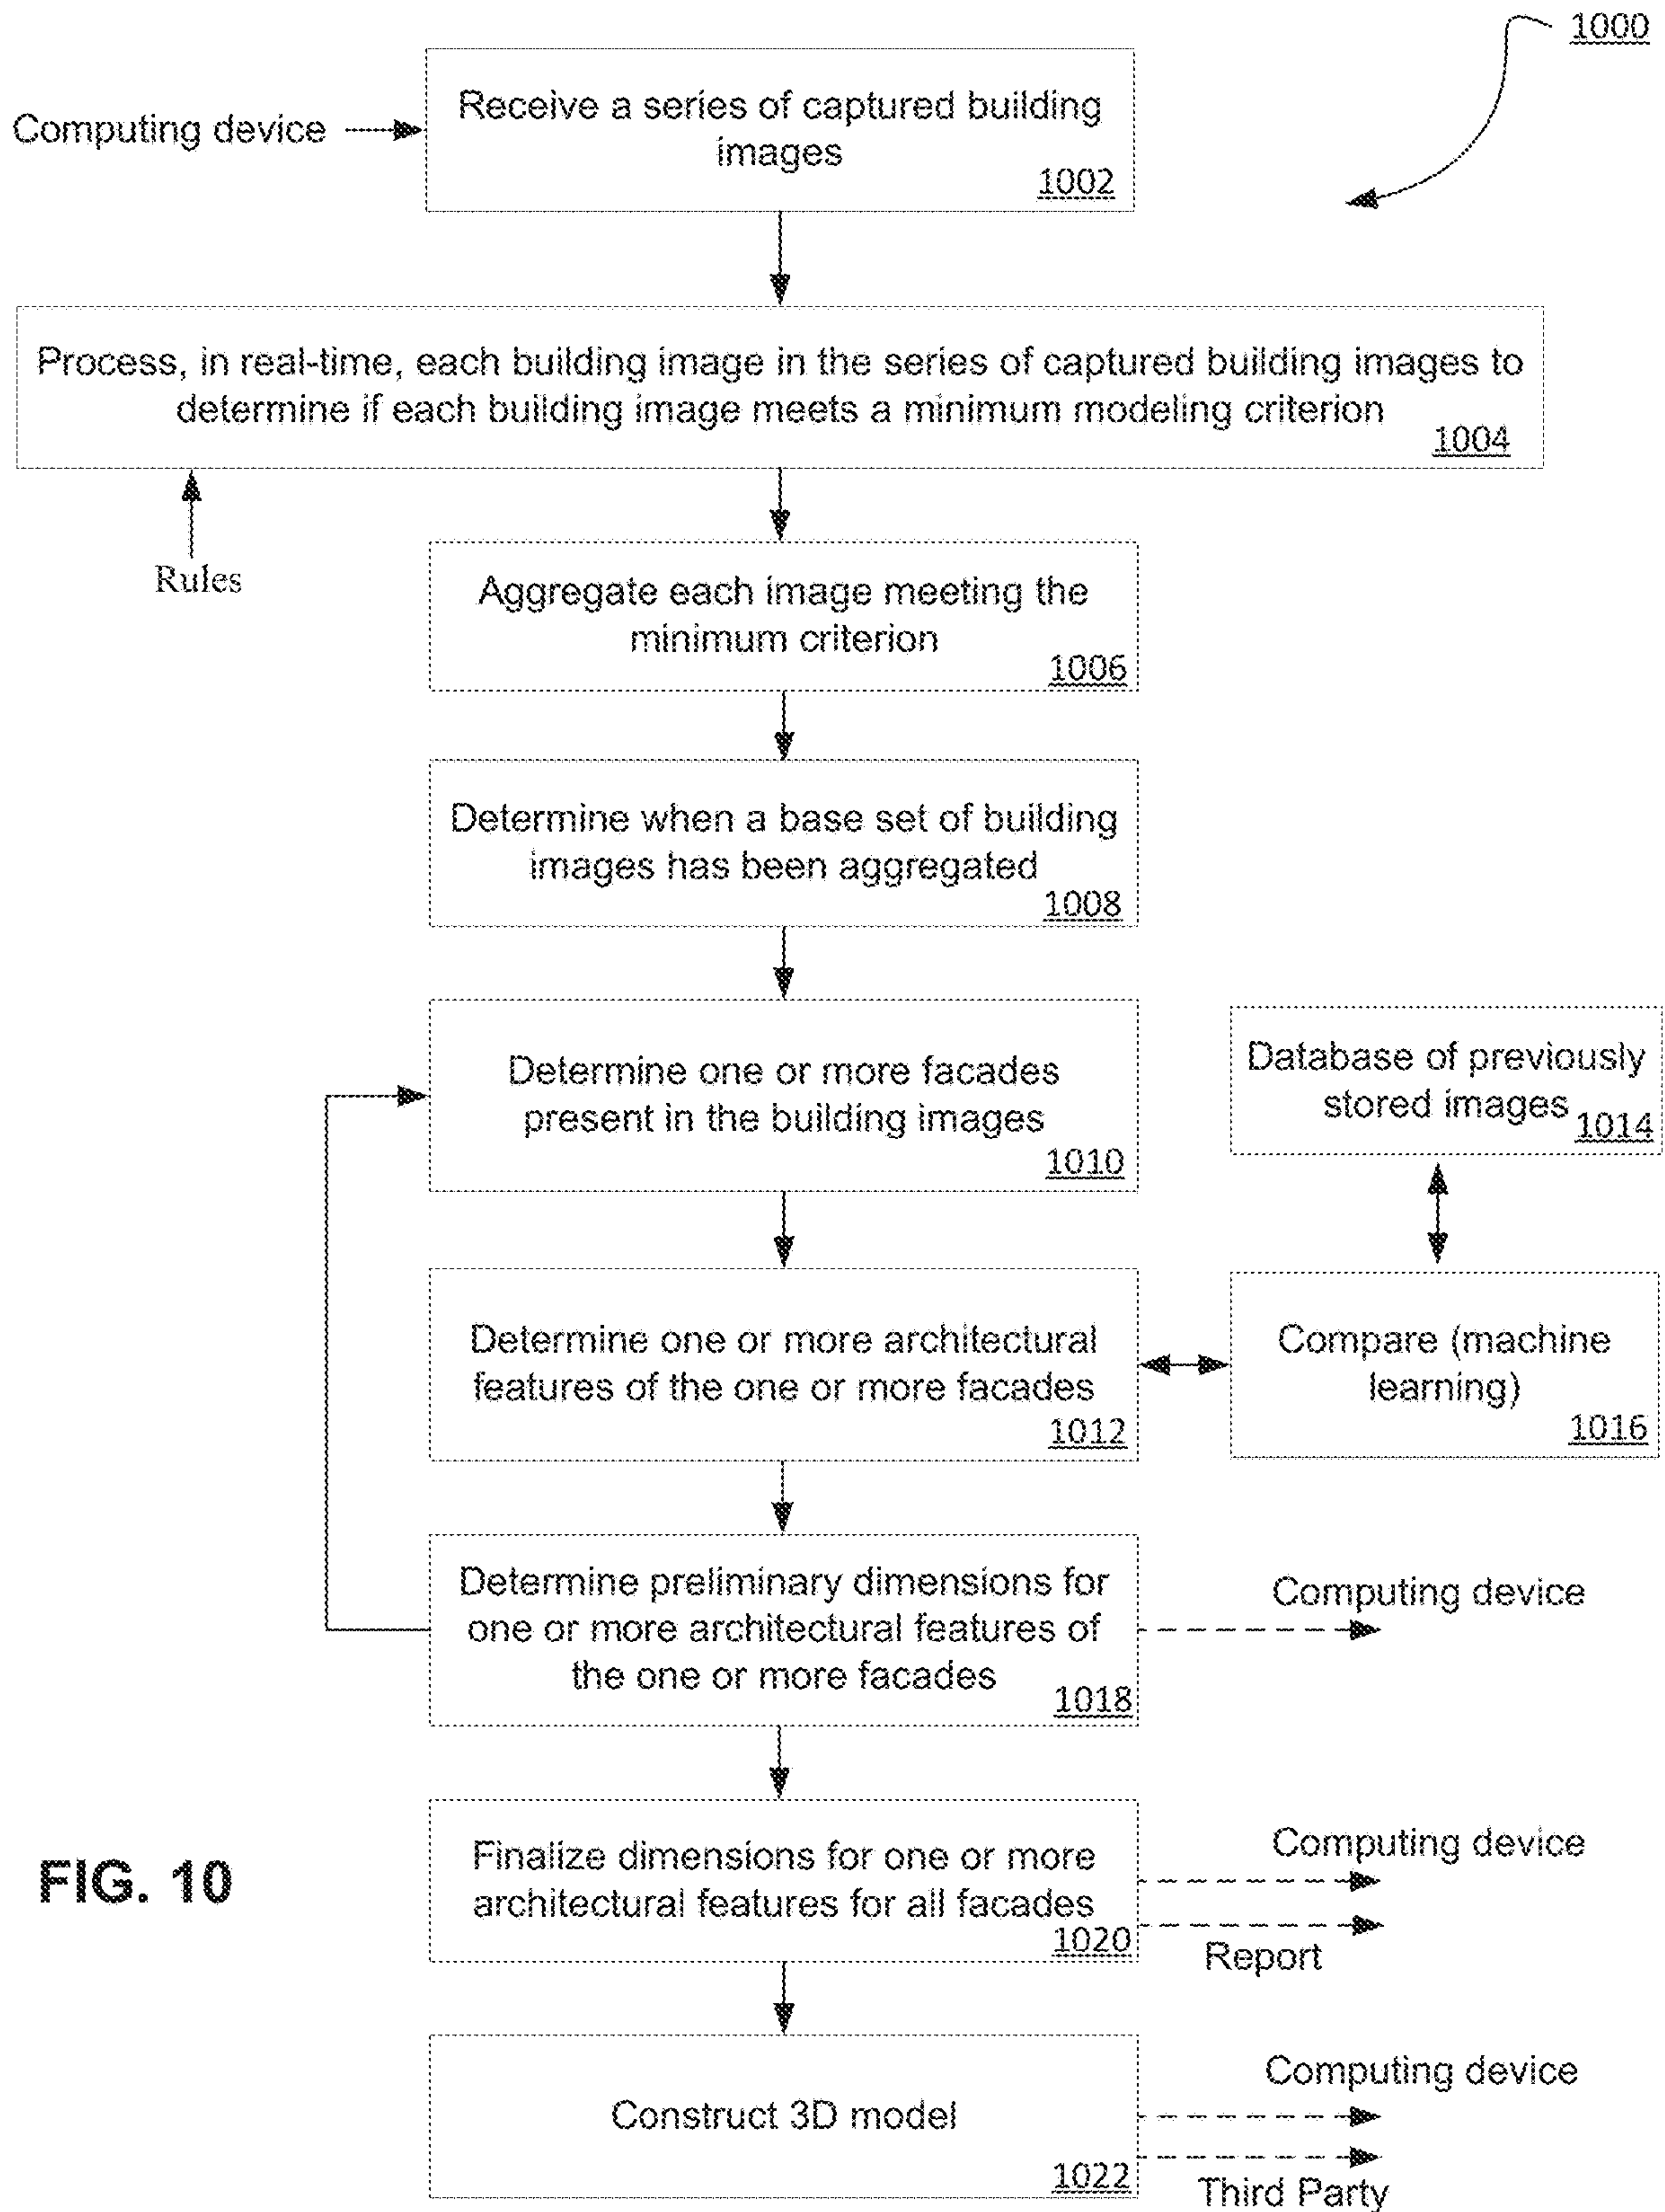 1000
Computing device
Receive a series of captured building
images
1002
Process, in real-time, each building image in the series of captured building images to
determine if each building image meets a minimum modeling criterion
1004
Rules
Aggregate each image meeting the
minimum criterion
1006
Determine when a base set of building
images has been aggregated
1008
Determine one or more facades
present in the building images
1010
Database of previously
stored images
1014
Determine one or more architectural
features of the one or more facades
1012
Compare (machine
learning)
1016
Determine preliminary dimensions for
one or more architectural features of
the one or more facades
1018
Computing device
FIG. 10
Finalize dimensions for one or more
architectural features for all facades
1020
Computing device
Report
Construct 3D model
1022
Computing device
Third Party